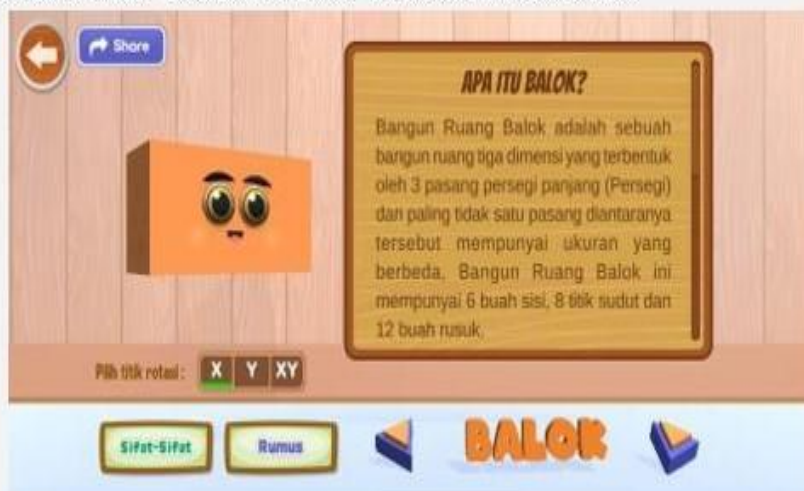 Share
APA ITU BALOK?
Bangun Ruang Balok adalah sebuah
bangun ruang tiga dimensi yang terbentuk
oleh 3 pasang persegi panjang (Persegi)
dan paling tidak satu pasang diantaranya
tersebut mempunyai ukuran yang
berbeda. Bangun Ruang Balok ini
mempunyai 6 buah sisi, 8 titik sudut dan
12 buah rusuk.
Pilih titik rotasi :
X Y XY
Sifat-Sifat
Rumus
BALOK